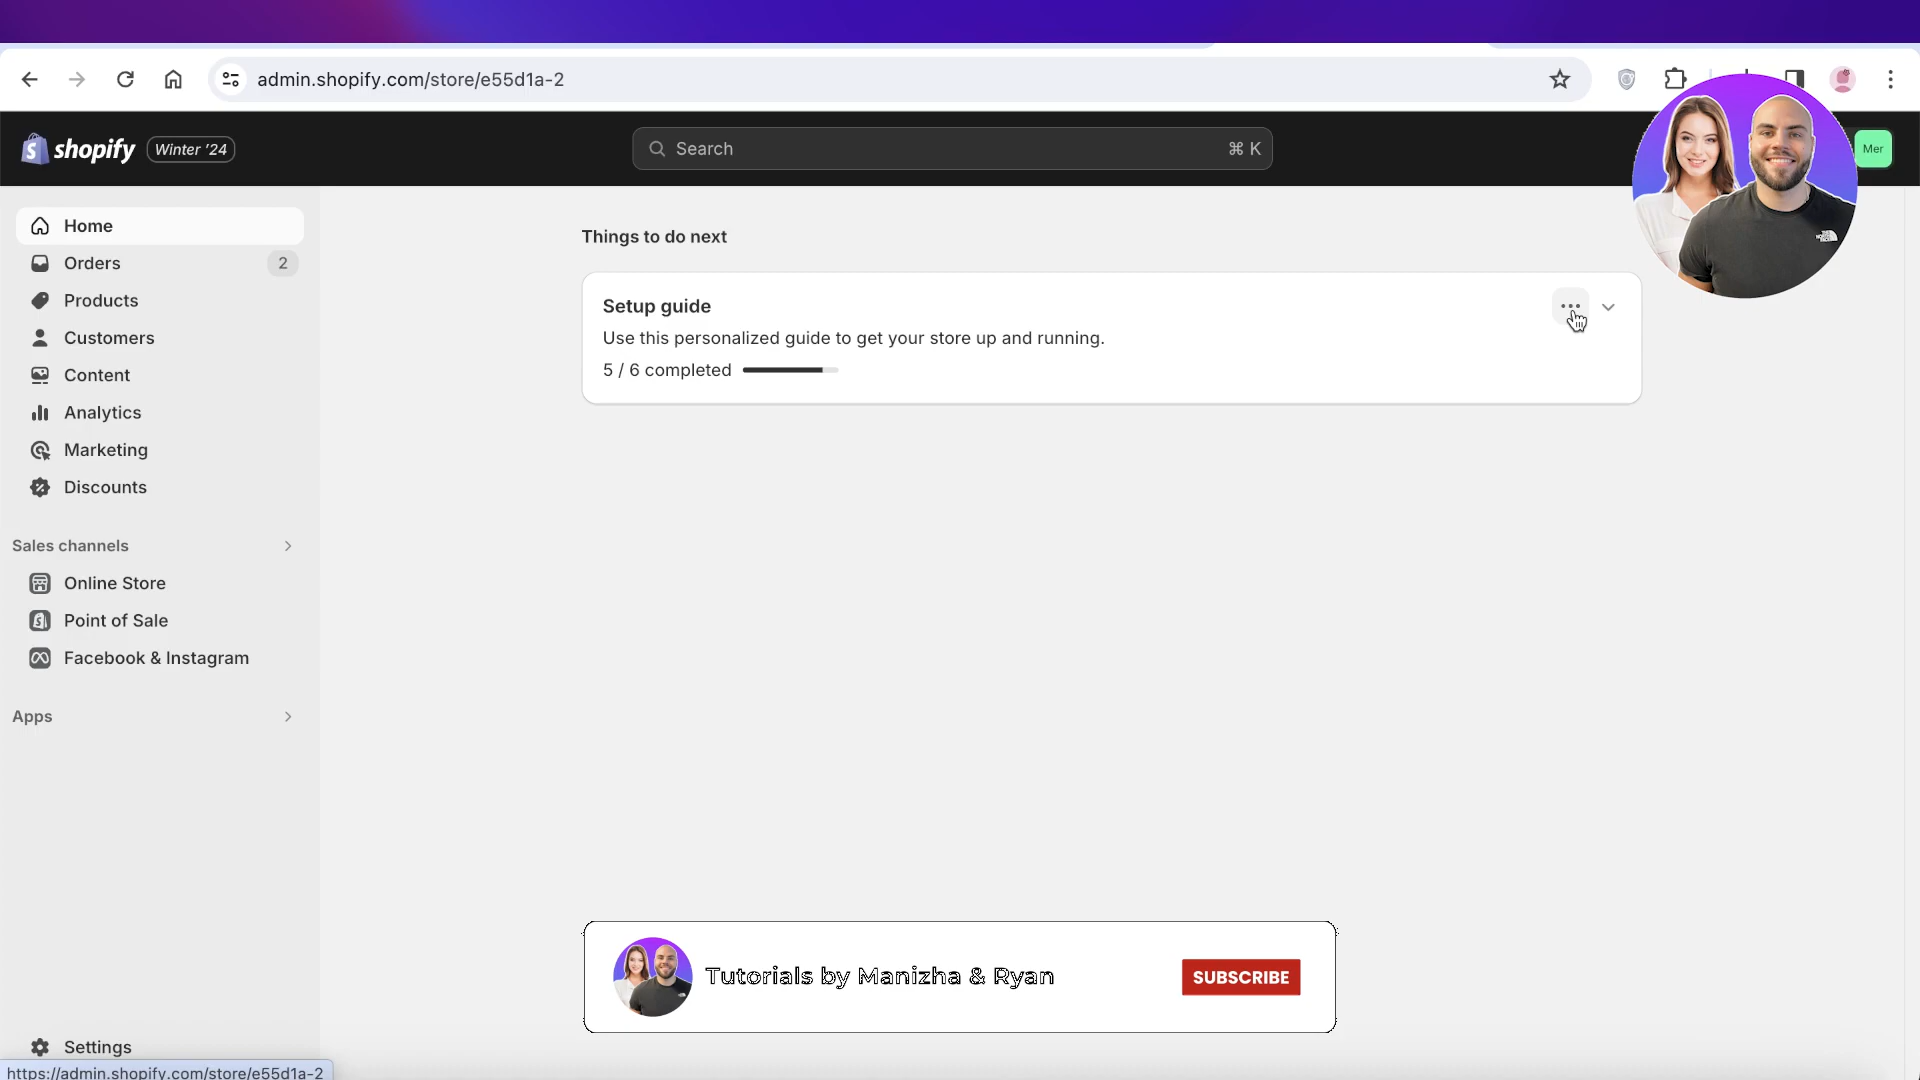 admin.shopify.com/store/e55d1a-2
shopify Winter '24 Search ⌘ K Mer
Home
Orders 2
Products
Customers
Content
Analytics
Marketing
Discounts
Sales channels
Online Store
Point of Sale
Facebook & Instagram
Apps
Settings
https://admin.shopify.com/store/e55d1a-2
Things to do next
Setup guide
Use this personalized guide to get your store up and running.
5 / 6 completed
Tutorials by Manizha & Ryan SUBSCRIBE